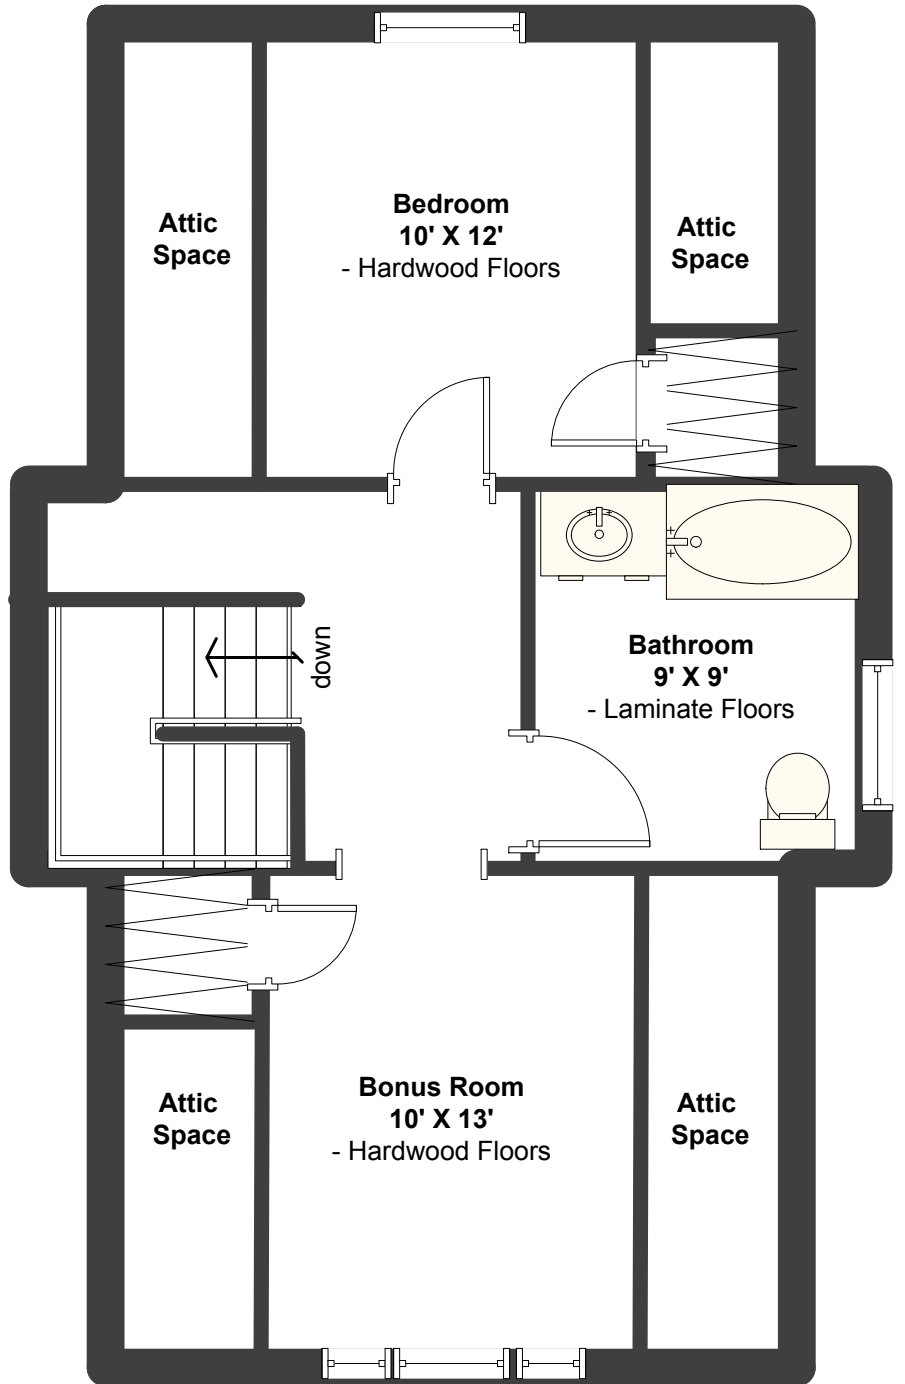 Bedroom
10' X 12'
- Hardwood Floors
Attic
Space
Attic
Space
down
Bathroom
9' X 9'
- Laminate Floors
Bonus Room
10' X 13'
- Hardwood Floors
Attic
Space
Attic
Space